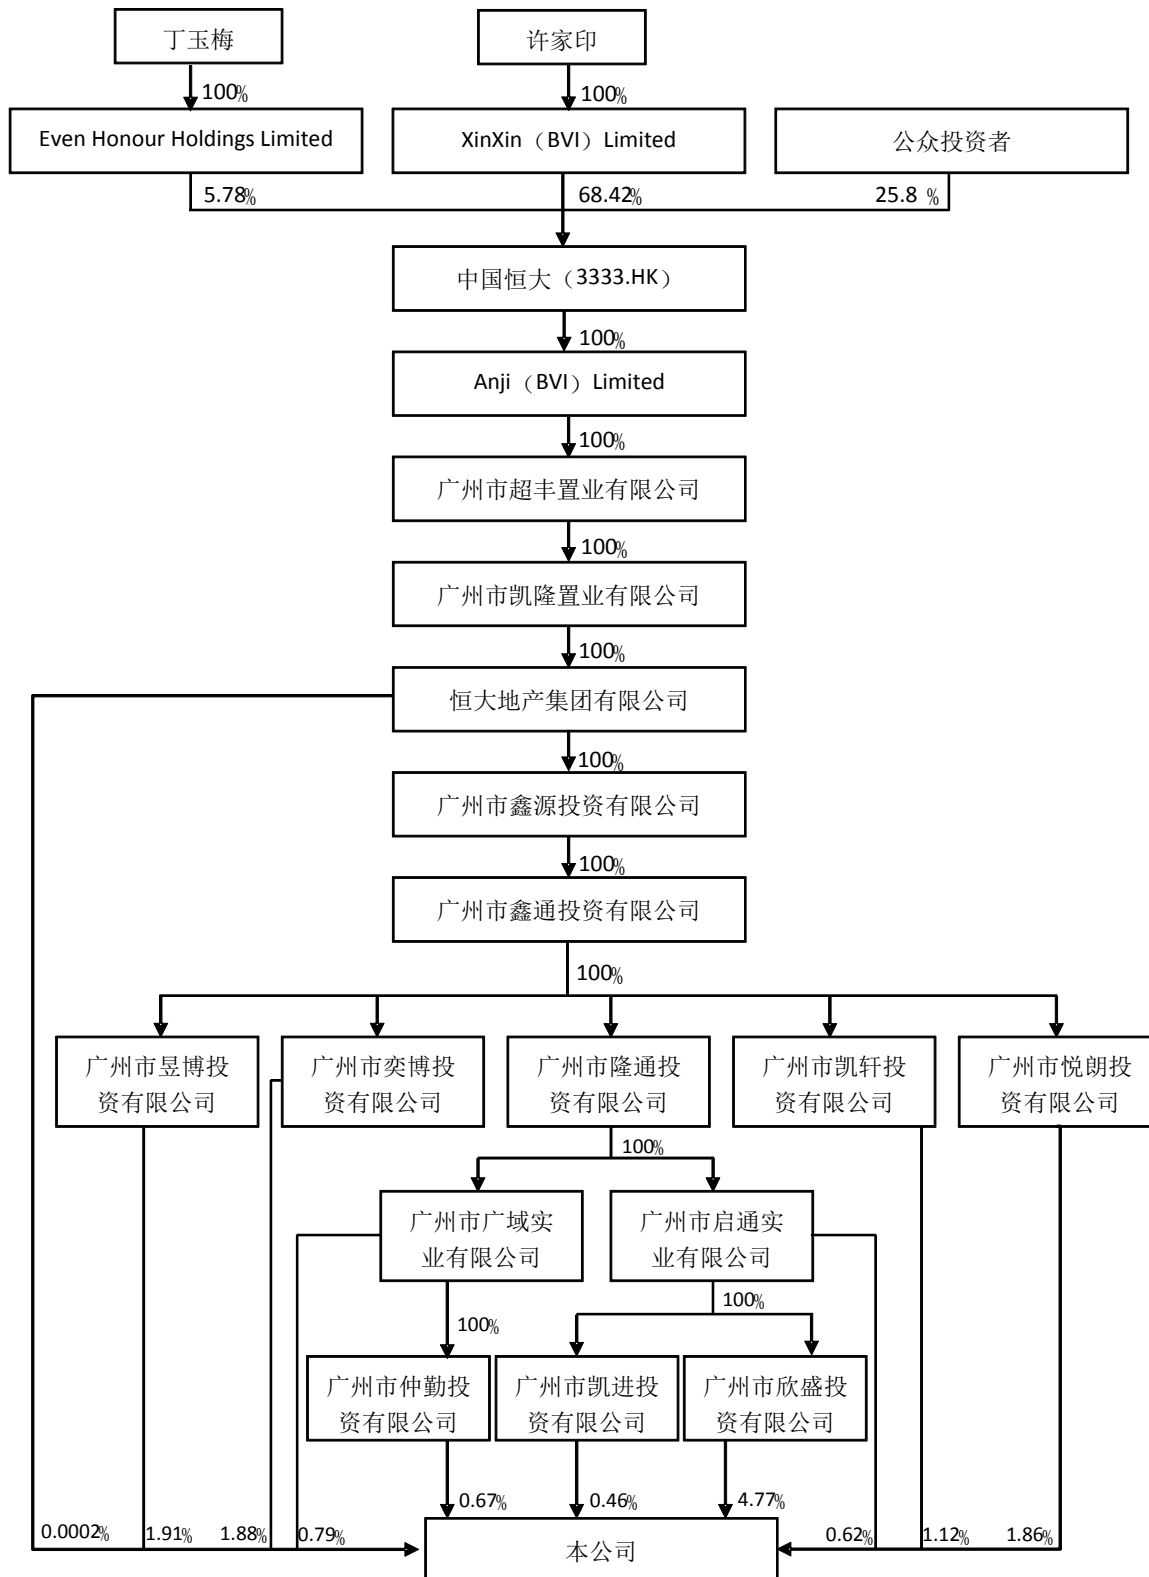 丁玉梅
许家印
100%
100%
Even Honour Holdings Limited
XinXin（BVI）Limited
公众投资者
5.78%
68.42%
25.8 %
中国恒大（3333.HK）
100%
Anji（BVI）Limited
100%
广州市超丰置业有限公司
100%
广州市凯隆置业有限公司
100%
恒大地产集团有限公司
100%
广州市鑫源投资有限公司
100%
广州市鑫通投资有限公司
100%
广州市昱博投
资有限公司
广州市奕博投
资有限公司
广州市隆通投
资有限公司
广州市凯轩投
资有限公司
广州市悦朗投
资有限公司
100%
广州市广域实
业有限公司
广州市启通实
业有限公司
100%
100%
广州市仲勤投
资有限公司
广州市凯进投
资有限公司
广州市欣盛投
资有限公司
0.67%
0.46%
4.77%
0.0002%
1.91%
1.88%
0.79%
0.62%
1.12%
1.86%
本公司